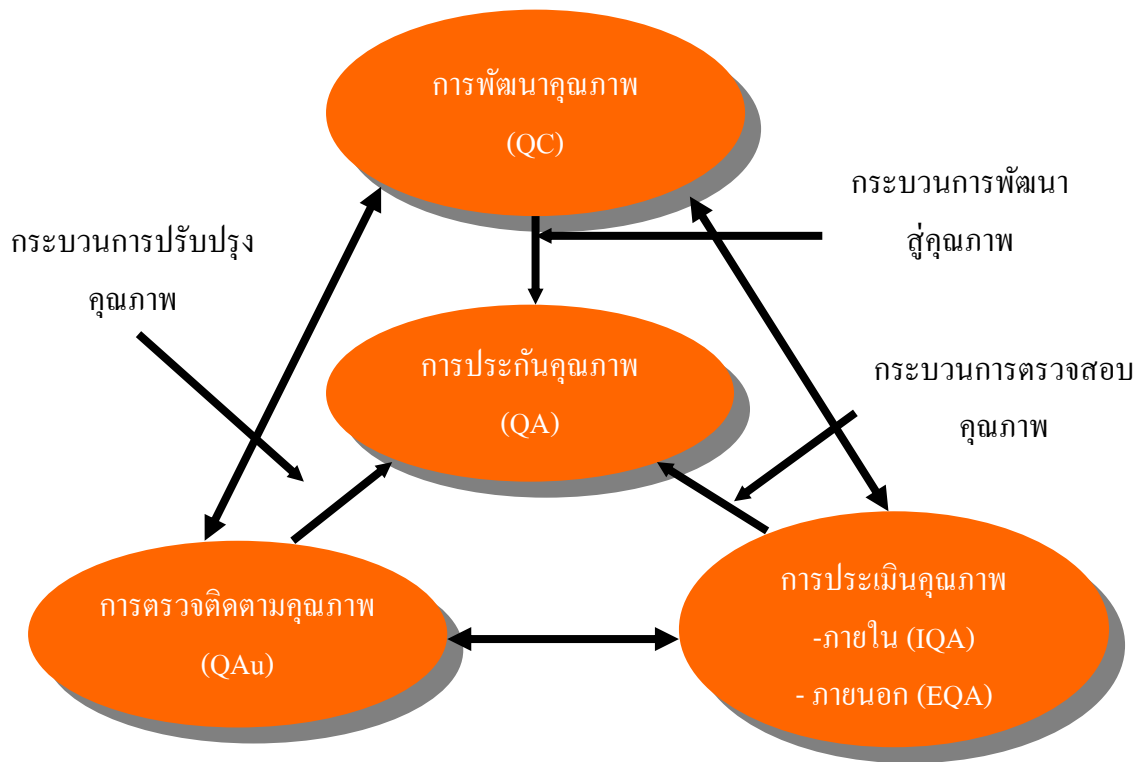 การพัฒนาคุณภาพ
(QC)
กระบวนการพัฒนา
สู่คุณภาพ
กระบวนการปรับปรุง
คุณภาพ
การประกันคุณภาพ
(QA)
กระบวนการตรวจสอบ
คุณภาพ
การตรวจติดตามคุณภาพ
(QAu)
การประเมินคุณภาพ
-ภายใน (IQA)
- ภายนอก (EQA)